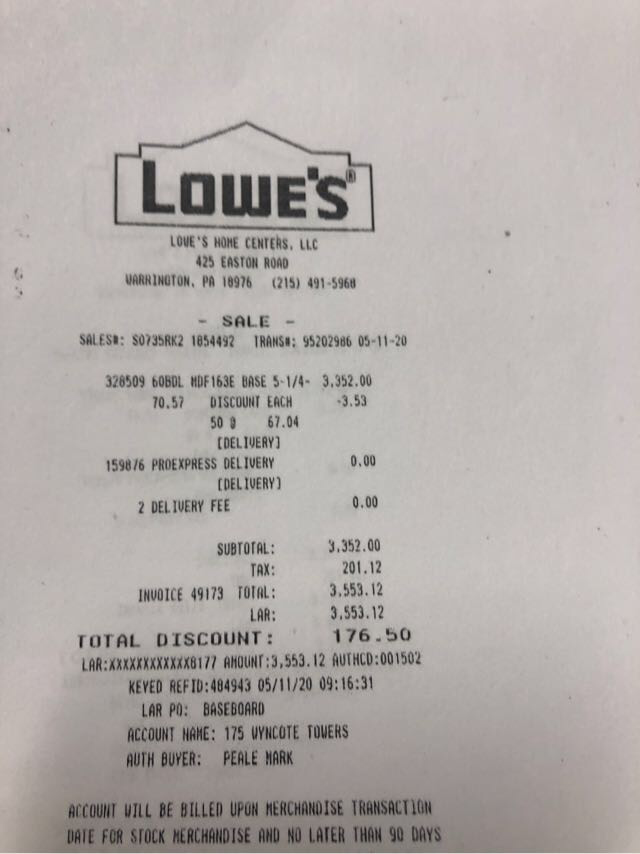 LOWE'S®
LOWE'S HOME CENTERS, LLC
425 EASTON ROAD
WARRINGTON, PA 18976 (215) 491-5960
- SALE -
SALES#: S0735RK2 1854492 TRANS#: 95202986 05-11-20
328509 60BDL MDF163E BASE 5-1/4- 3,352.00
70.57 DISCOUNT EACH -3.53
50 @ 67.04
[DELIVERY]
159876 PROEXPRESS DELIVERY 0.00
[DELIVERY]
2 DELIVERY FEE 0.00
SUBTOTAL: 3,352.00
TAX: 201.12
INVOICE 49173 TOTAL: 3,553.12
LAR: 3,553.12
TOTAL DISCOUNT: 176.50
LAR:XXXXXXXXXXXX8177 AMOUNT:3,553.12 AUTHCD:001502
KEYED REFID:484943 05/11/20 09:16:31
LAR PO: BASEBOARD
ACCOUNT NAME: 175 WYNCOTE TOWERS
AUTH BUYER: PEALE MARK
ACCOUNT WILL BE BILLED UPON MERCHANDISE TRANSACTION
DATE FOR STOCK MERCHANDISE AND NO LATER THAN 90 DAYS